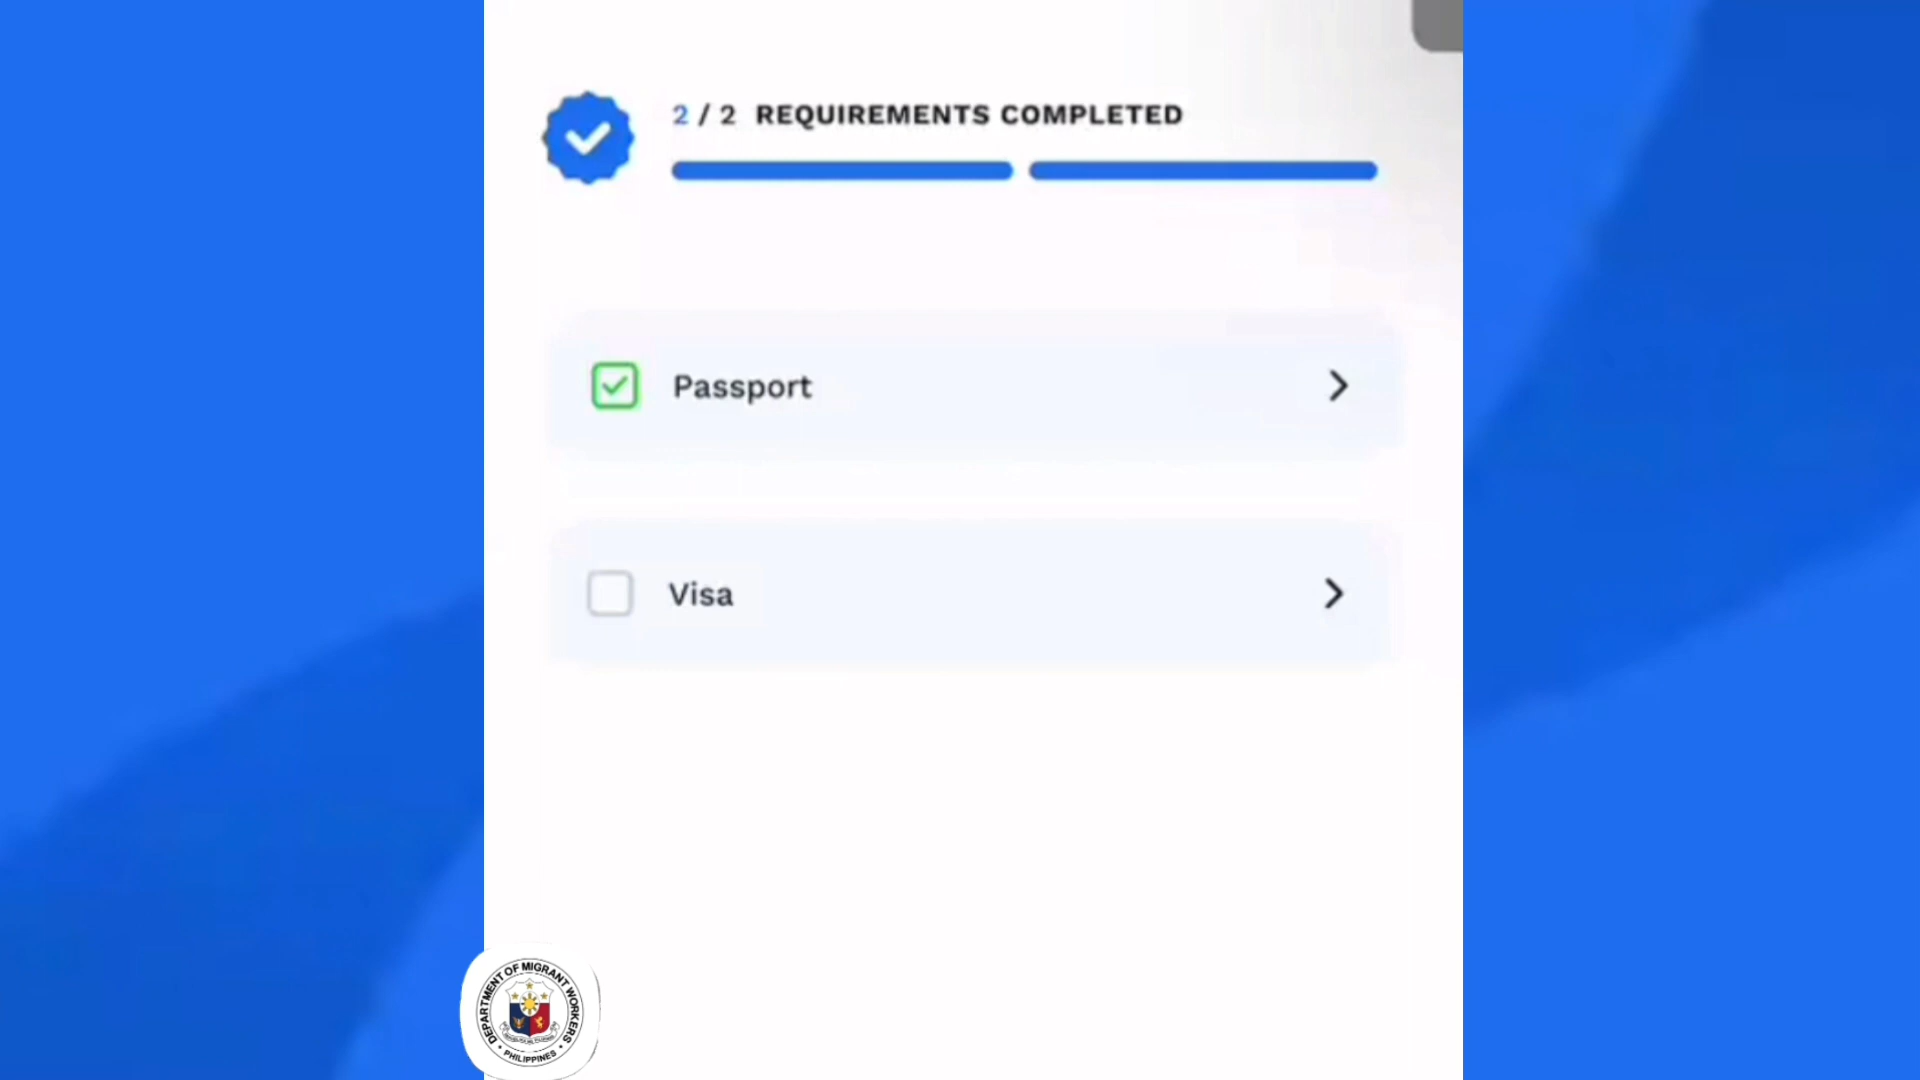 2 / 2 REQUIREMENTS COMPLETED
Passport
Visa
DEPARTMENT OF MIGRANT WORKERS
PHILIPPINES